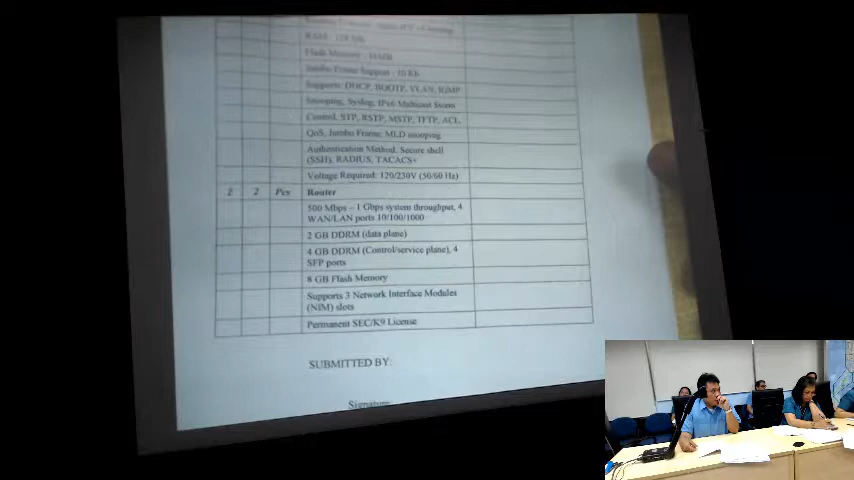 RAM : 128 Mb
Flash Memory : 16MB
Jumbo Frame Support : 10 Kb
Supports: DHCP, BOOTP, VLAN, IGMP
Snooping, Syslog, IPv6 Multicast Storm
Control, STP, RSTP, MSTP, TFTP, ACL,
QoS, Jumbo Frame, MLD snooping
Authentication Method: Secure shell
(SSH), RADIUS, TACACS+
Voltage Required: 120/230V (50/60 Hz)
2 2 Pcs Router
500 Mbps – 1 Gbps system throughput, 4
WAN/LAN ports 10/100/1000
2 GB DDRM (data plane)
4 GB DDRM (Control/service plane), 4
SFP ports
8 GB Flash Memory
Supports 3 Network Interface Modules
(NIM) slots
Permanent SEC/K9 License
SUBMITTED BY:
Signature